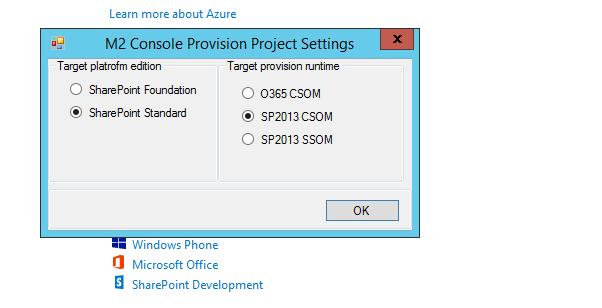 Learn more about Azure
M2 Console Provision Project Settings
x
Target platrofm edition
SharePoint Foundation
SharePoint Standard
Target provision runtime
O365 CSOM
SP2013 CSOM
SP2013 SSOM
OK
Windows Phone
Microsoft Office
SharePoint Development